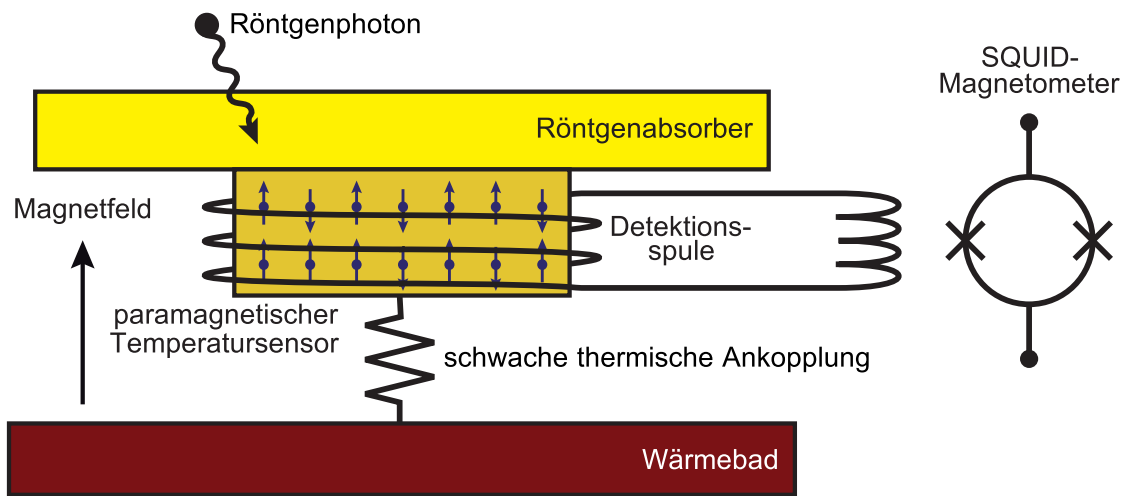 Röntgenphoton
SQUID-
Magnetometer
Röntgenabsorber
Magnetfeld
Detektions-
spule
paramagnetischer
Temperatursensor
schwache thermische Ankopplung
Wärmebad